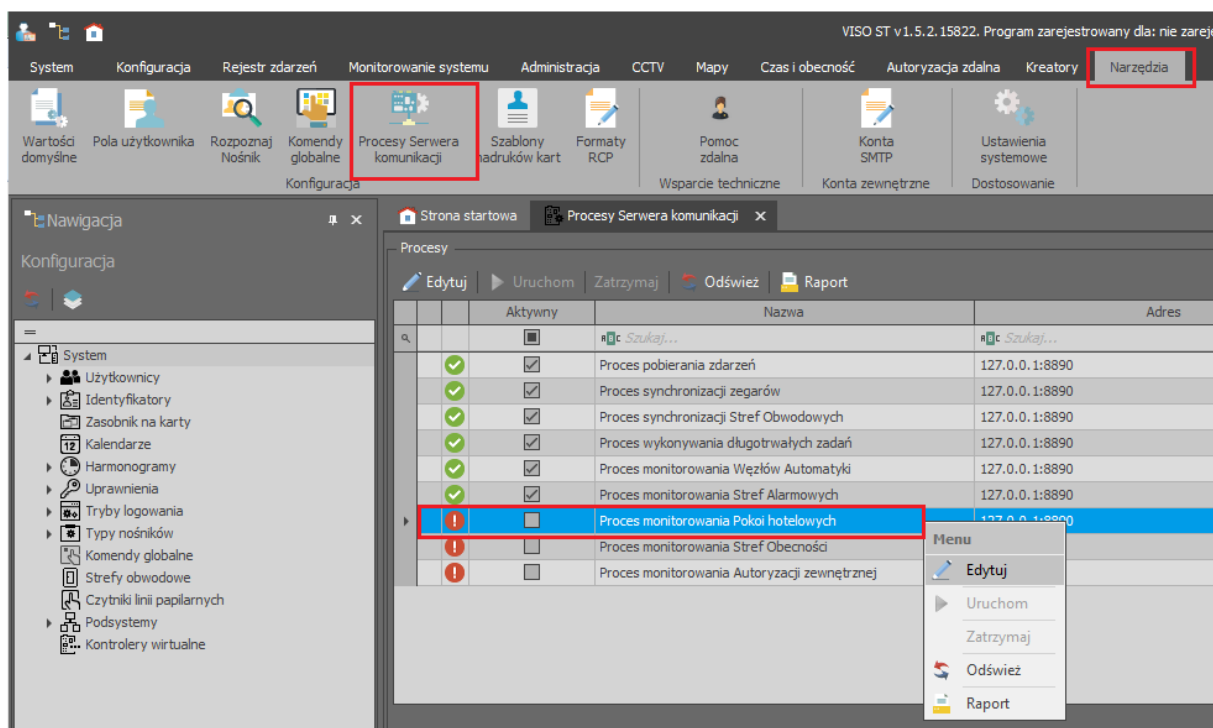 VISO ST v1.5.2.15822. Program zarejestrowany dla: nie zareje
System Konfiguracja Rejestr zdarzeń Monitorowanie systemu Administracja CCTV Mapy Czas i obecność Autoryzacja zdalna Kreatory Narzędzia
Wartości domyślne
Pola użytkownika
Rozpoznaj Nośnik
Komendy globalne
Procesy Serwera komunikacji
Szablony nadruków kart
Formaty RCP
Pomoc zdalna
Konta SMTP
Ustawienia systemowe
Konfiguracja Wsparcie techniczne Konta zewnętrzne Dostosowanie
Nawigacja
Konfiguracja
=
System
Użytkownicy
Identyfikatory
Zasobnik na karty
12 Kalendarze
Harmonogramy
Uprawnienia
Tryby logowania
Typy nośników
Komendy globalne
Strefy obwodowe
Czytniki linii papilarnych
Podsystemy
Kontrolery wirtualne
Strona startowa Procesy Serwera komunikacji
Procesy
Edytuj Uruchom Zatrzymaj Odśwież Raport
Aktywny Nazwa Adres
ABC Szukaj... ABC Szukaj...
Proces pobierania zdarzeń 127.0.0.1:8890
Proces synchronizacji zegarów 127.0.0.1:8890
Proces synchronizacji Stref Obwodowych 127.0.0.1:8890
Proces wykonywania długotrwałych zadań 127.0.0.1:8890
Proces monitorowania Węzłów Automatyki 127.0.0.1:8890
Proces monitorowania Stref Alarmowych 127.0.0.1:8890
Proces monitorowania Pokoi hotelowych 127.0.0.1:8890
Proces monitorowania Stref Obecności
Proces monitorowania Autoryzacji zewnętrznej
Menu
Edytuj
Uruchom
Zatrzymaj
Odśwież
Raport